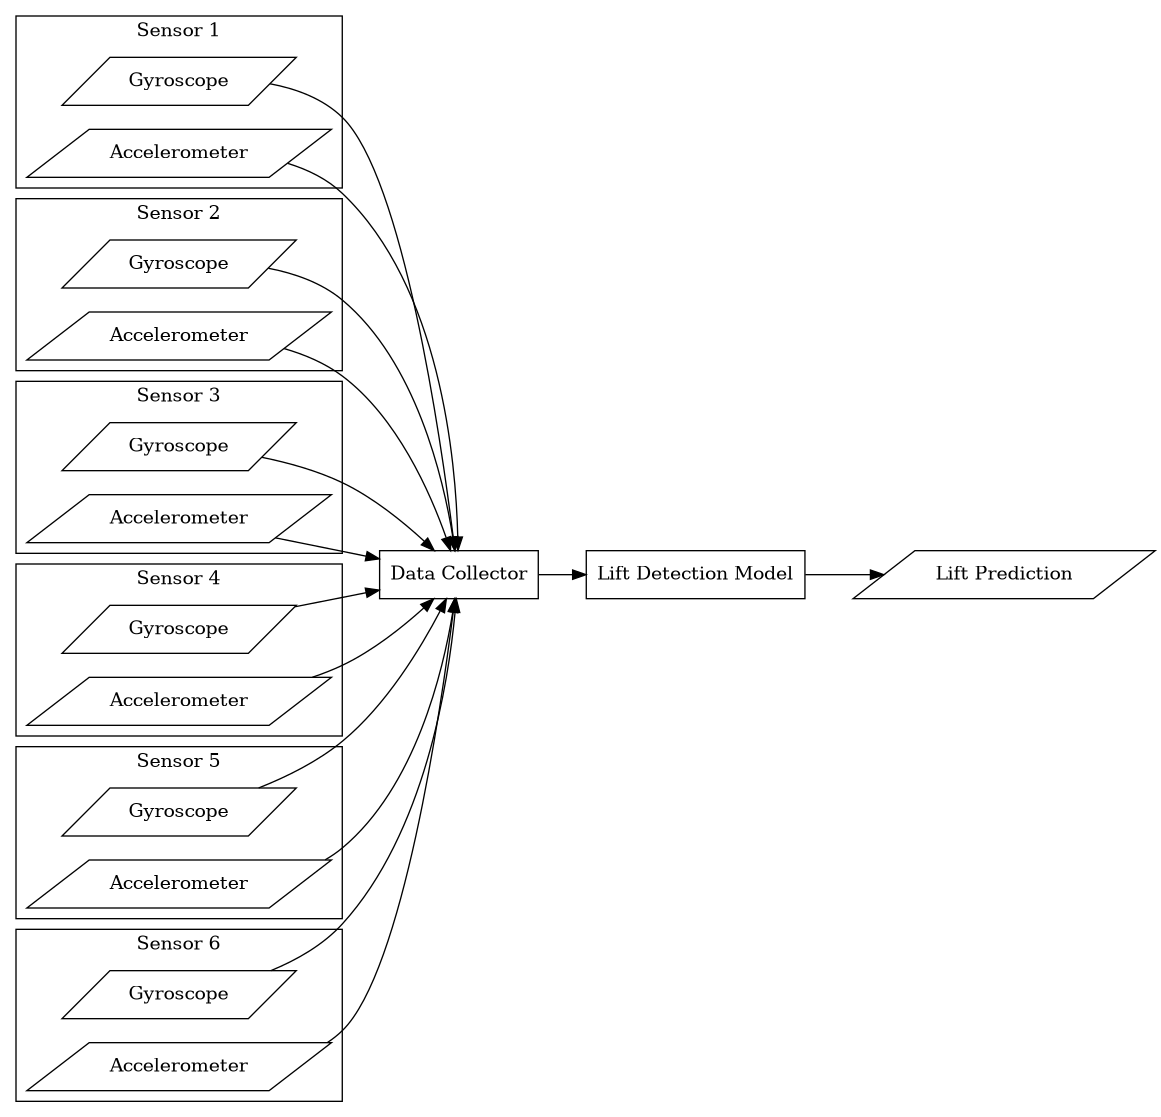 Sensor 1
Gyroscope
Accelerometer
Sensor 2
Gyroscope
Accelerometer
Sensor 3
Gyroscope
Accelerometer
Sensor 4
Gyroscope
Accelerometer
Sensor 5
Gyroscope
Accelerometer
Sensor 6
Gyroscope
Accelerometer
Data Collector
Lift Detection Model
Lift Prediction